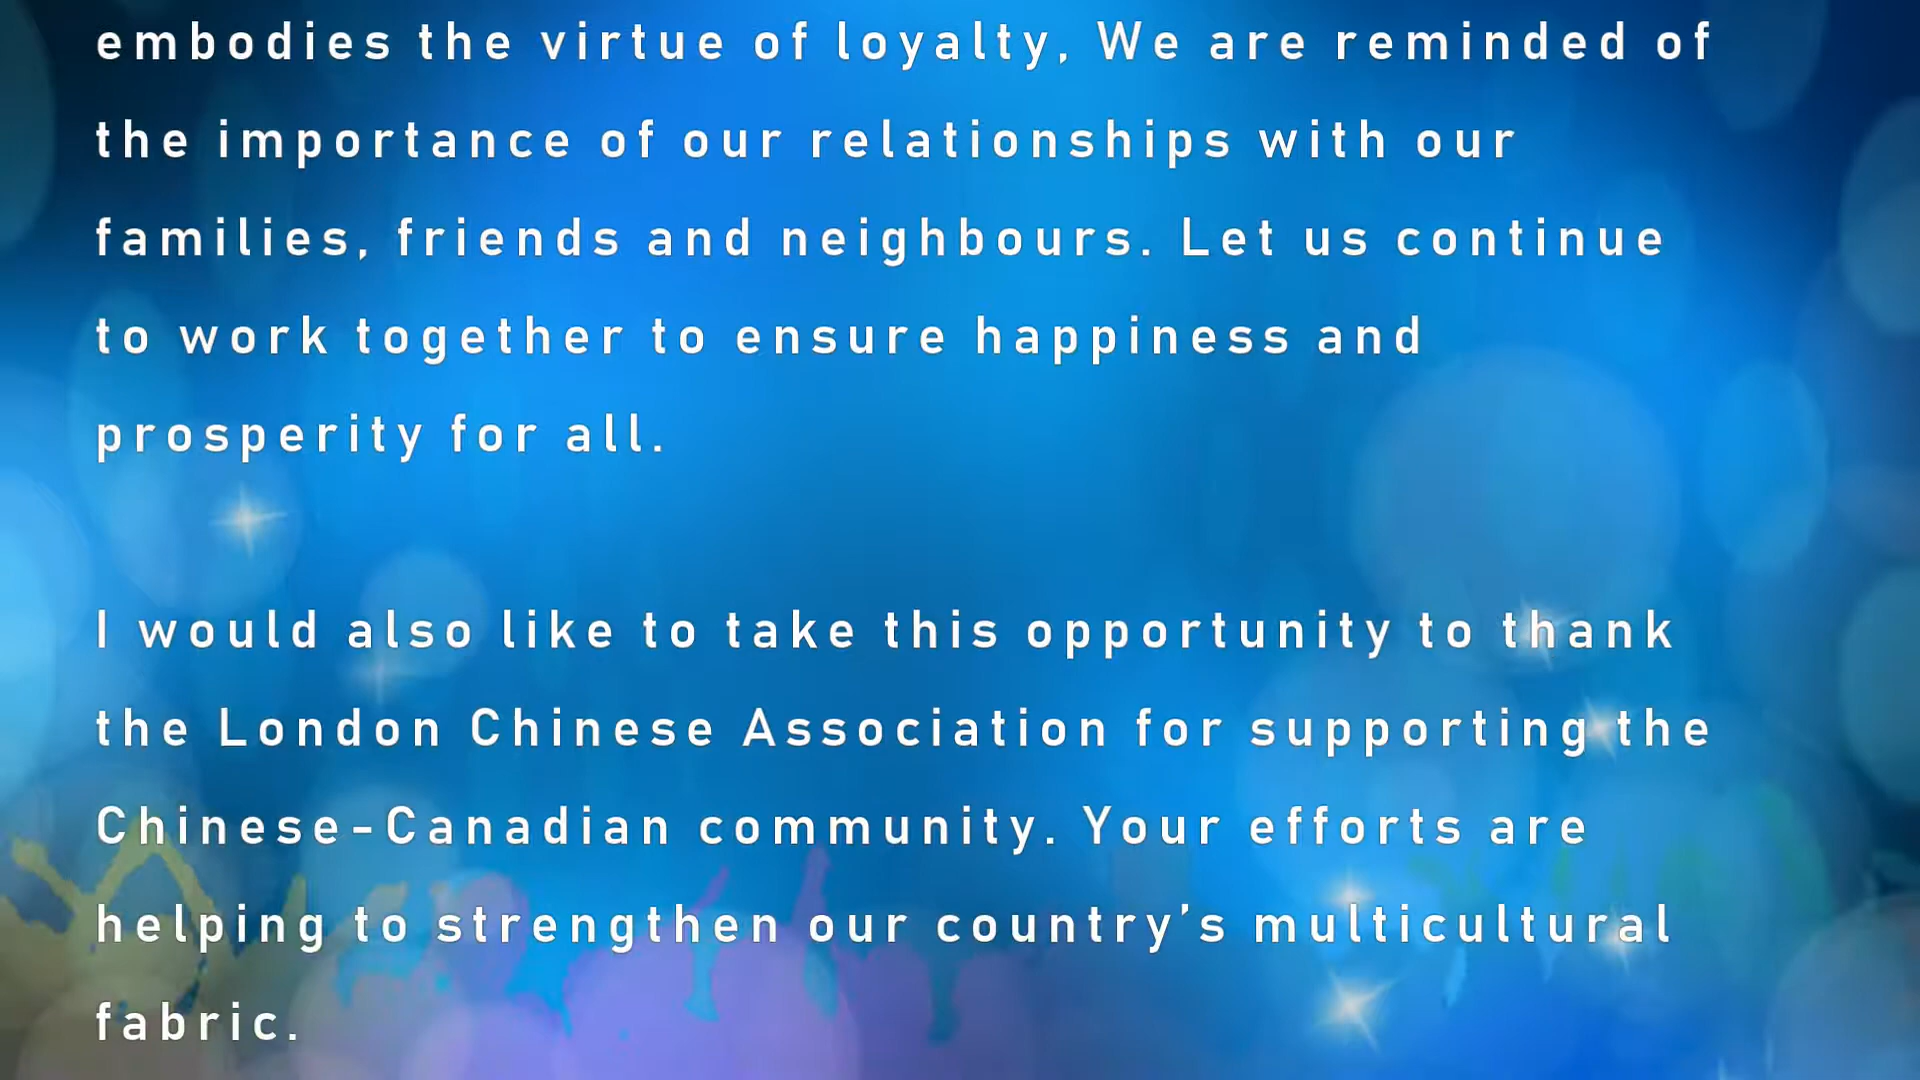 embodies the virtue of loyalty, We are reminded of
the importance of our relationships with our
families, friends and neighbours. Let us continue
to work together to ensure happiness and
prosperity for all.
I would also like to take this opportunity to thank
the London Chinese Association for supporting the
Chinese-Canadian community. Your efforts are
helping to strengthen our country’s multicultural
fabric.